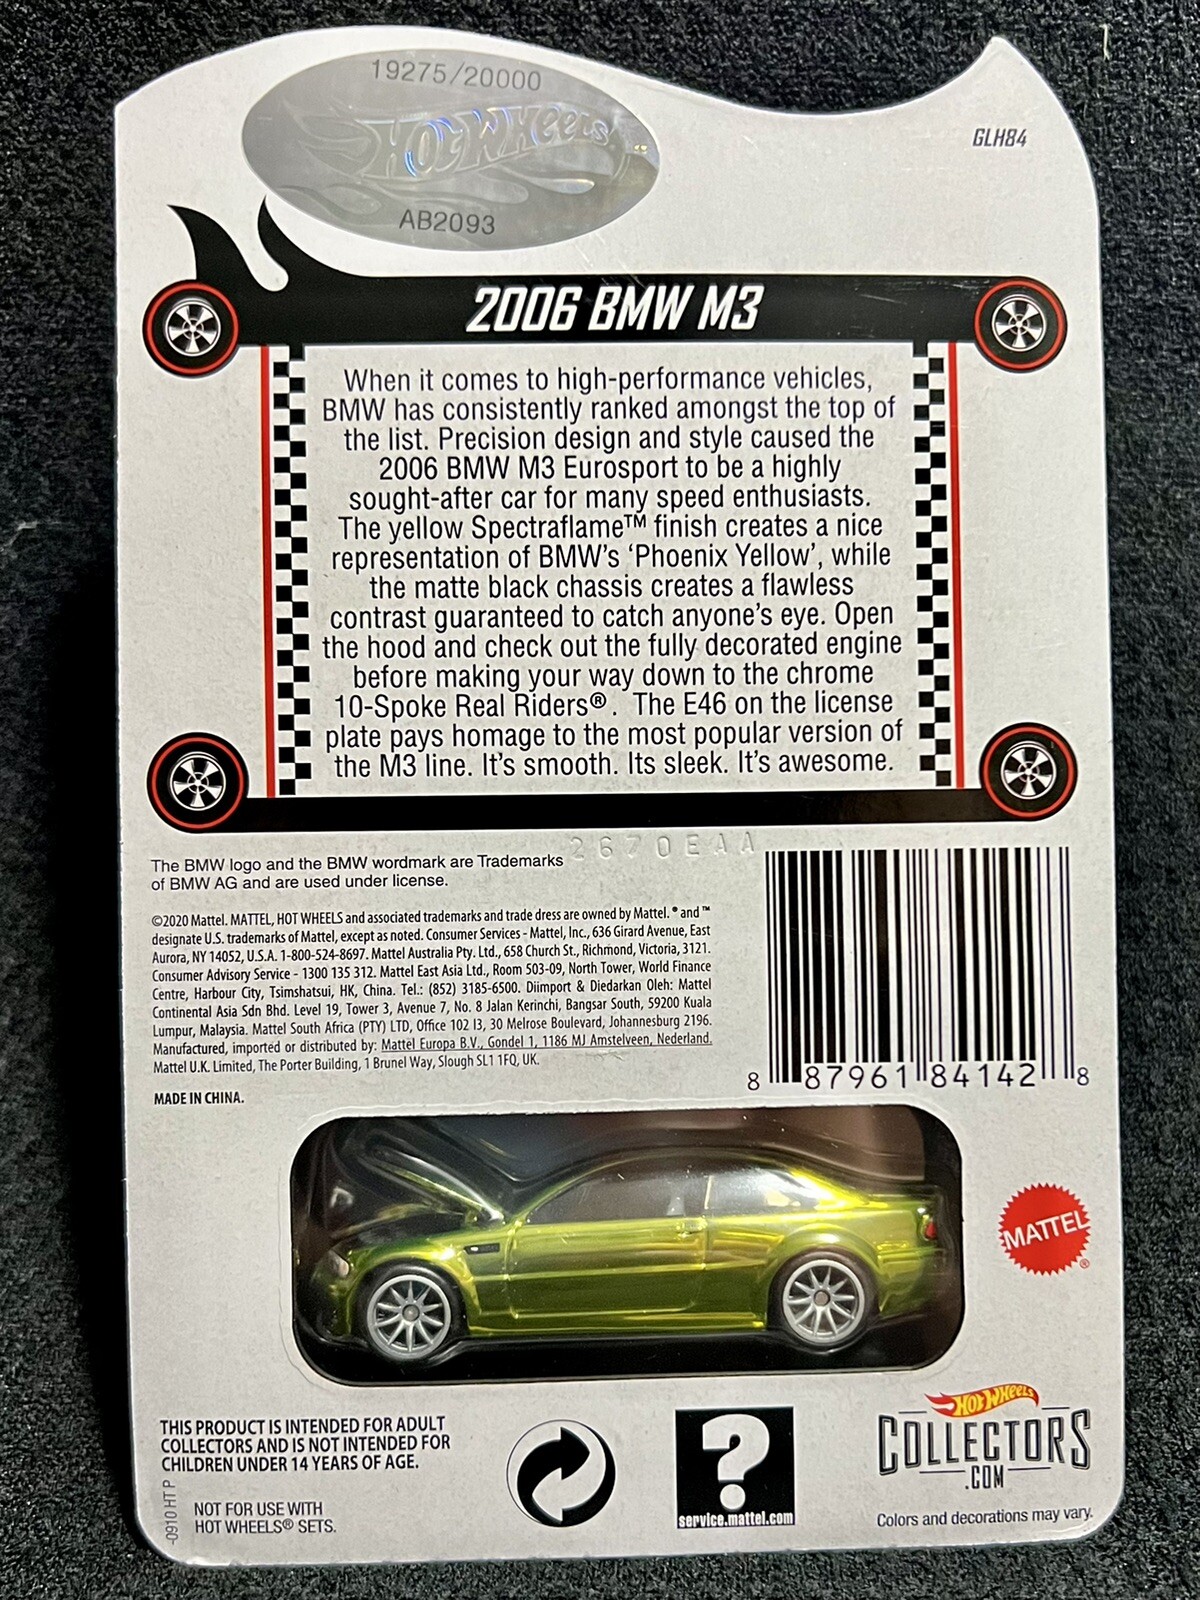 19275/20000
HOT WHEELS
AB2093
GLH84
2006 BMW M3
When it comes to high-performance vehicles,
BMW has consistently ranked amongst the top of
the list. Precision design and style caused the
2006 BMW M3 Eurosport to be a highly
sought-after car for many speed enthusiasts.
The yellow Spectraflame™ finish creates a nice
representation of BMW's 'Phoenix Yellow', while
the matte black chassis creates a flawless
contrast guaranteed to catch anyone's eye. Open
the hood and check out the fully decorated engine
before making your way down to the chrome
10-Spoke Real Riders®. The E46 on the license
plate pays homage to the most popular version of
the M3 line. It's smooth. Its sleek. It's awesome.
2670EAA
The BMW logo and the BMW wordmark are Trademarks
of BMW AG and are used under license.
©2020 Mattel. MATTEL, HOT WHEELS and associated trademarks and trade dress are owned by Mattel. ® and ™
designate U.S. trademarks of Mattel, except as noted. Consumer Services - Mattel, Inc., 636 Girard Avenue, East
Aurora, NY 14052, U.S.A. 1-800-524-8697. Mattel Australia Pty. Ltd., 658 Church St., Richmond, Victoria, 3121.
Consumer Advisory Service - 1300 135 312. Mattel East Asia Ltd., Room 503-09, North Tower, World Finance
Centre, Harbour City, Tsimshatsui, HK, China. Tel.: (852) 3185-6500. Diimport & Diedarkan Oleh: Mattel
Continental Asia Sdn Bhd. Level 19, Tower 3, Avenue 7, No. 8 Jalan Kerinchi, Bangsar South, 59200 Kuala
Lumpur, Malaysia. Mattel South Africa (PTY) LTD, Office 102 I3, 30 Melrose Boulevard, Johannesburg 2196.
Manufactured, imported or distributed by: Mattel Europa B.V., Gondel 1, 1186 MJ Amstelveen, Nederland.
Mattel U.K. Limited, The Porter Building, 1 Brunel Way, Slough SL1 1FQ, UK.
8 87961 84142 8
MADE IN CHINA.
MATTEL®
THIS PRODUCT IS INTENDED FOR ADULT
COLLECTORS AND IS NOT INTENDED FOR
CHILDREN UNDER 14 YEARS OF AGE.
NOT FOR USE WITH
HOT WHEELS® SETS.
-0910 HT P
?
service.mattel.com
HOT WHEELS
COLLECTORS
.COM
Colors and decorations may vary.